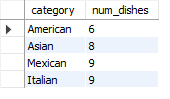 category num_dishes
American 6
Asian 8
Mexican 9
Italian 9